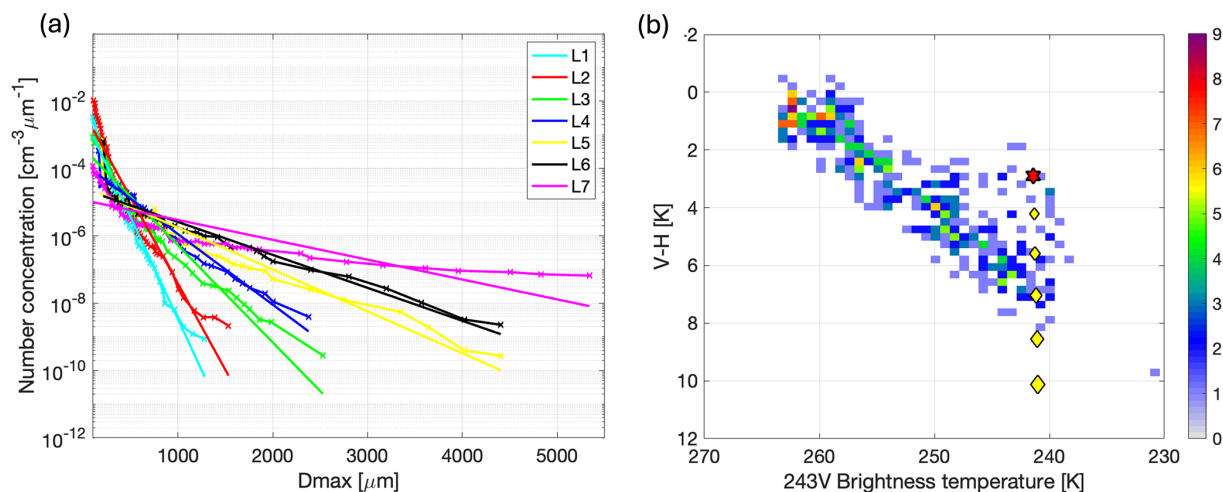 (a)
Number concentration [cm⁻³ μm⁻¹]
10⁻²
10⁻⁴
10⁻⁶
10⁻⁸
10⁻¹⁰
10⁻¹²
1000
2000
3000
4000
5000
Dmax [μm]
L1
L2
L3
L4
L5
L6
L7
(b)
V-H [K]
-2
0
2
4
6
8
10
12
270
260
250
240
230
243V Brightness temperature [K]
9
8
7
6
5
4
3
2
1
0